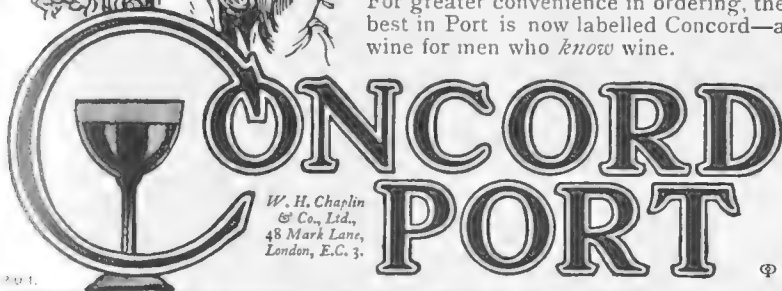 For greater convenience in ordering, the
best in Port is now labelled Concord—a
wine for men who know wine.
CONCORD
PORT
W. H. Chaplin
& Co., Ltd.,
48 Mark Lane,
London, E.C. 3.